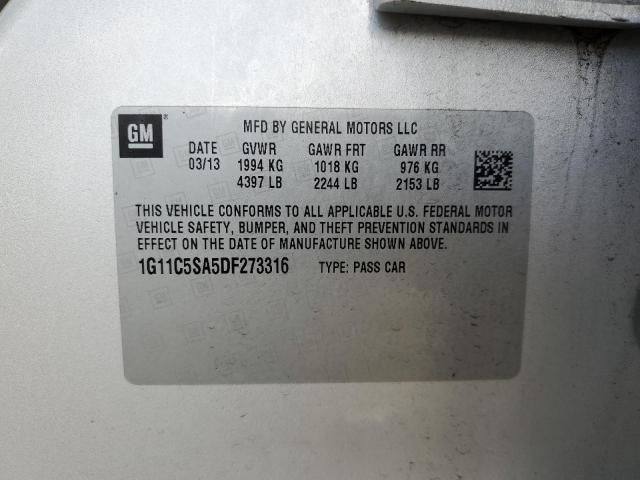 GM ®
MFD BY GENERAL MOTORS LLC
DATE GVWR GAWR FRT GAWR RR
03/13 1994 KG 1018 KG 976 KG
4397 LB 2244 LB 2153 LB
THIS VEHICLE CONFORMS TO ALL APPLICABLE U.S. FEDERAL MOTOR
VEHICLE SAFETY, BUMPER, AND THEFT PREVENTION STANDARDS IN
EFFECT ON THE DATE OF MANUFACTURE SHOWN ABOVE.
1G11C5SA5DF273316 TYPE: PASS CAR